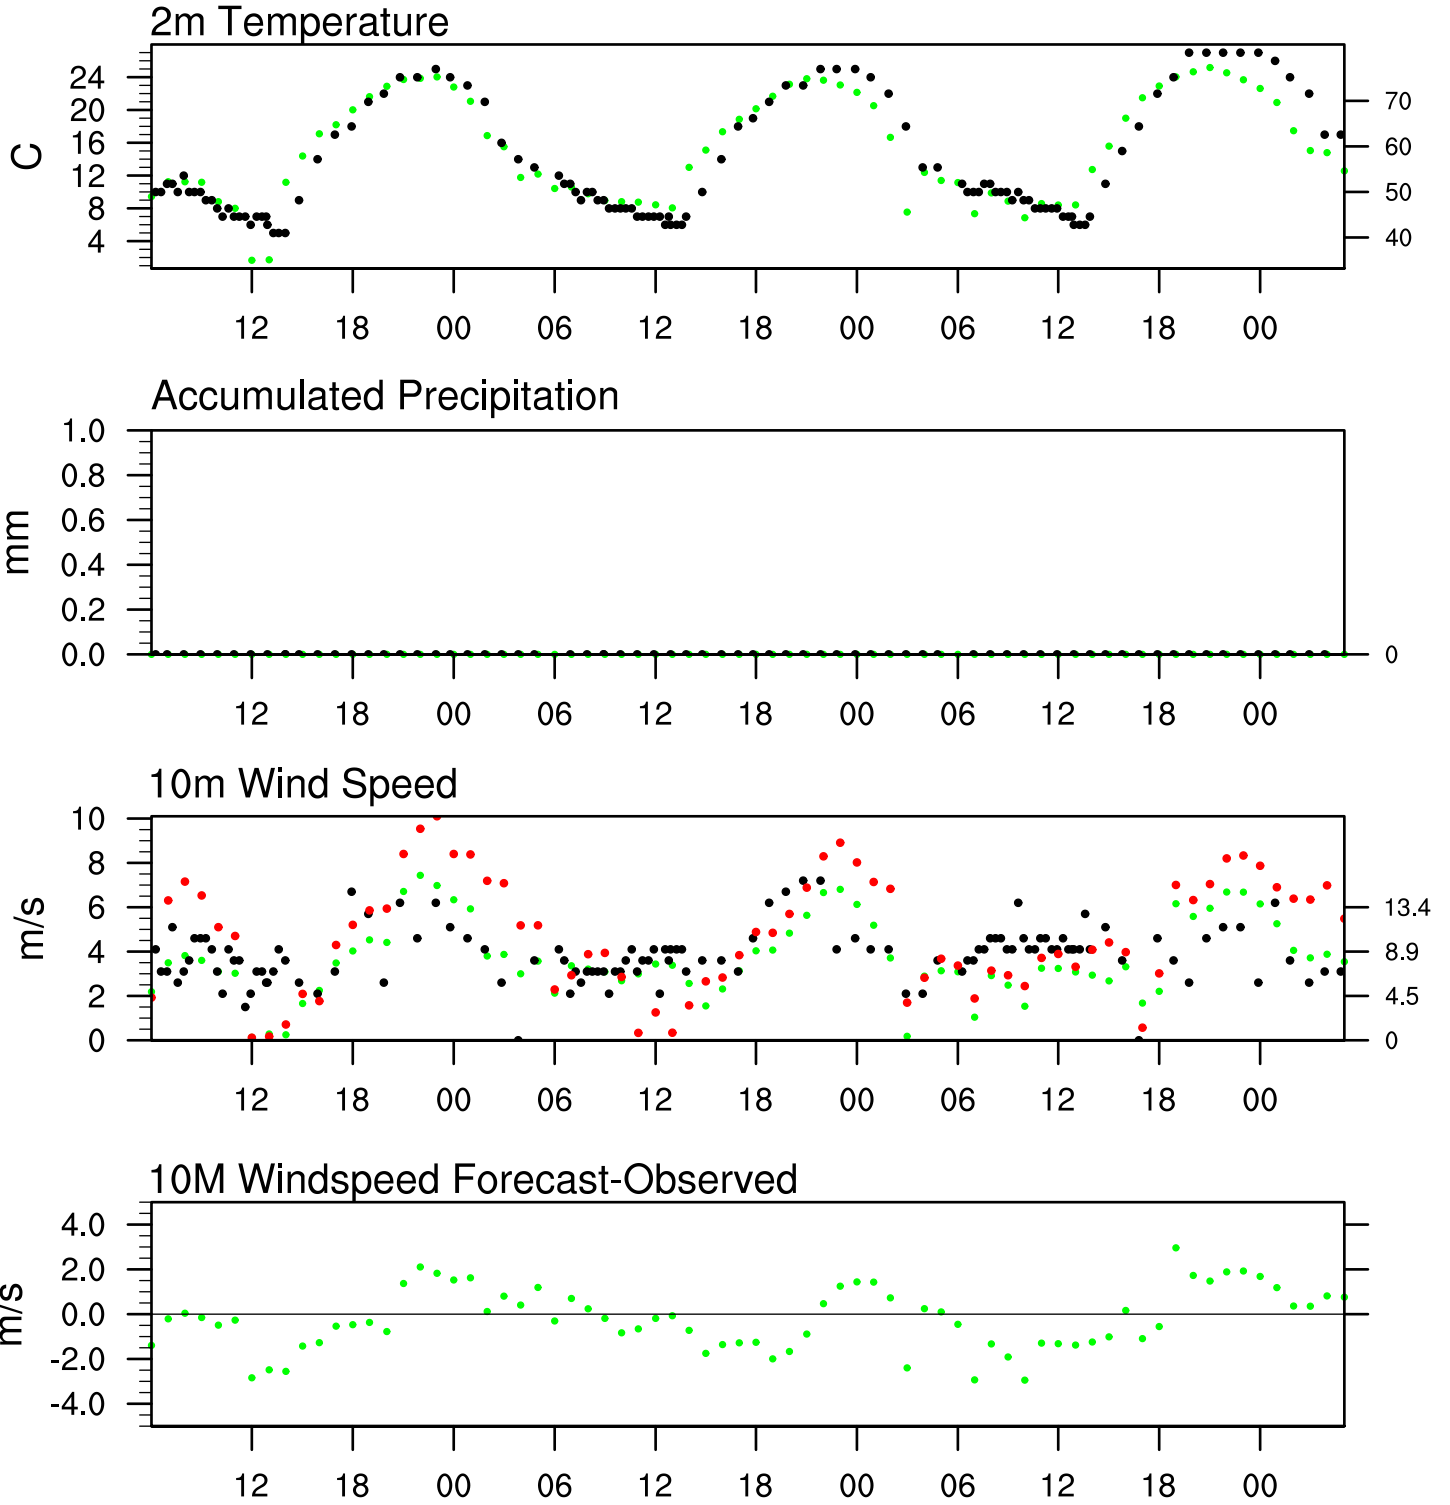 2m Temperature
C
24
20
16
12
8
4
70
60
50
40
12 18 00 06 12 18 00 06 12 18 00
Accumulated Precipitation
mm
1.0
0.8
0.6
0.4
0.2
0.0
0
12 18 00 06 12 18 00 06 12 18 00
10m Wind Speed
m/s
10
8
6
4
2
0
13.4
8.9
4.5
0
12 18 00 06 12 18 00 06 12 18 00
10M Windspeed Forecast-Observed
m/s
4.0
2.0
0.0
-2.0
-4.0
12 18 00 06 12 18 00 06 12 18 00